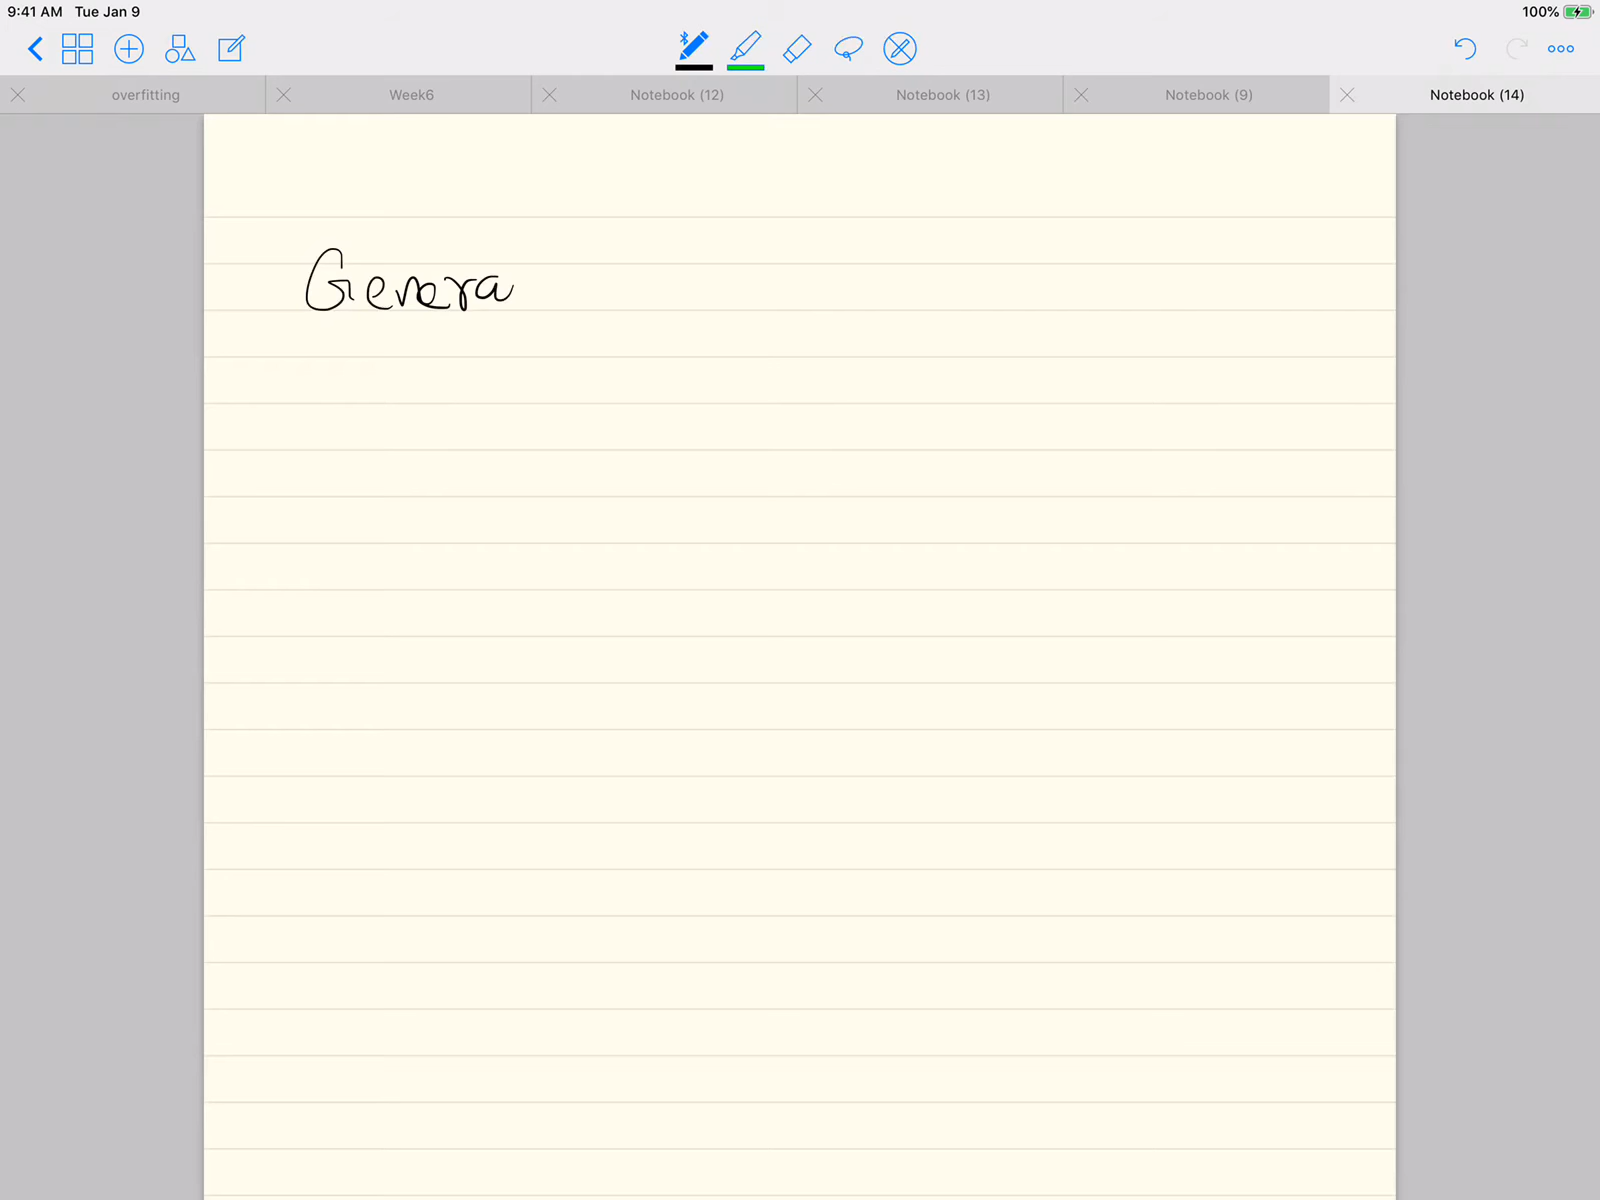 9:41 AM Tue Jan 9 100%
overfitting Week6 Notebook (12) Notebook (13) Notebook (9) Notebook (14)
Genera